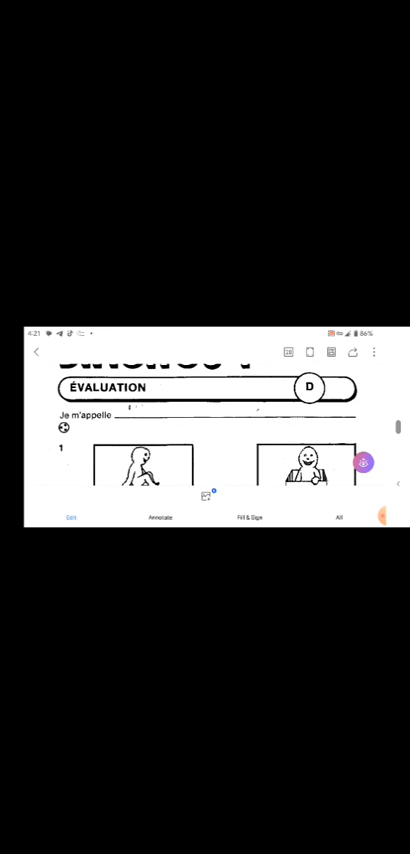 4:21
86%
ÉVALUATION
D
Je m'appelle
1
Edit
Annotate
Fill & Sign
All